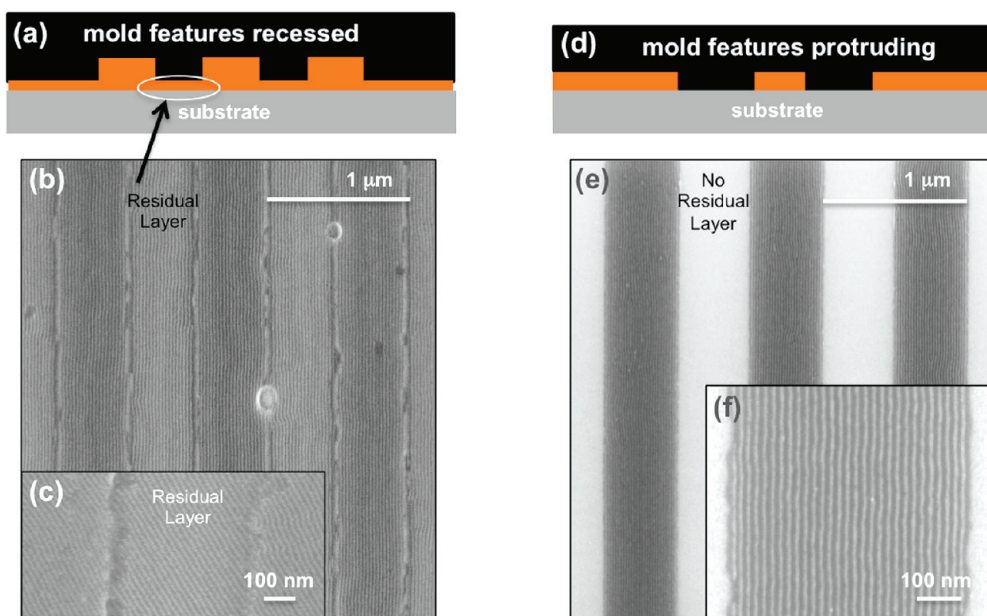 (a)
mold features recessed
substrate
(b)
1 μm
Residual
Layer
(c)
Residual
Layer
100 nm
(d)
mold features protruding
substrate
(e)
No
Residual
Layer
1 μm
(f)
100 nm